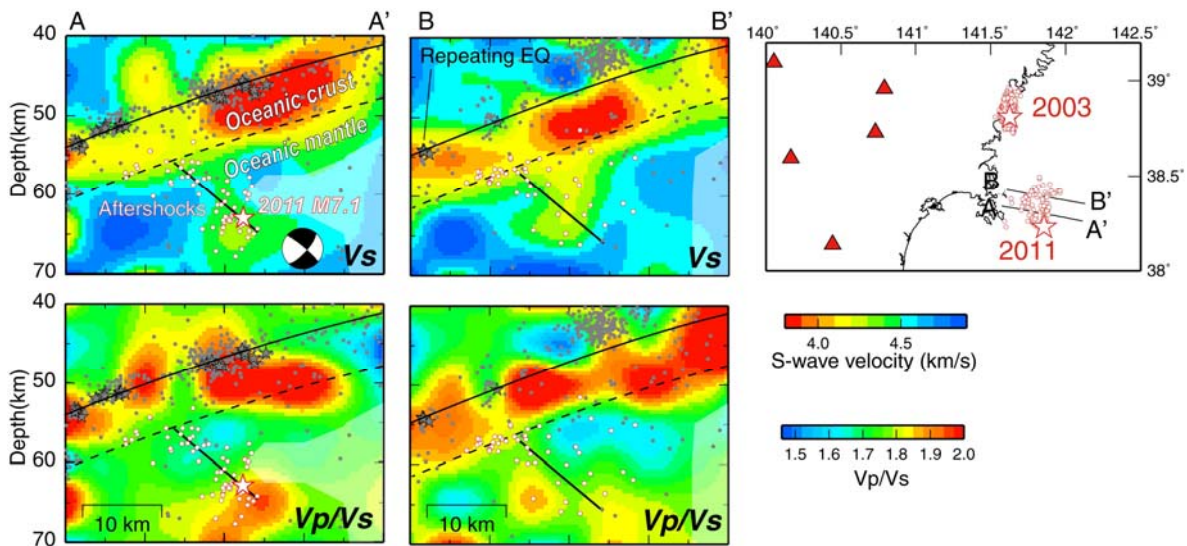 A A'
B B'
140° 140.5° 141° 141.5° 142° 142.5°
40
50
60
70
Depth(km)
Oceanic crust
Oceanic mantle
Aftershocks
2011 M7.1
Vs
Repeating EQ
Vs
39°
38.5°
38°
2003
B
A
B'
A'
2011
40
50
60
70
Depth(km)
10 km
Vp/Vs
10 km
Vp/Vs
4.0 4.5
S-wave velocity (km/s)
1.5 1.6 1.7 1.8 1.9 2.0
Vp/Vs